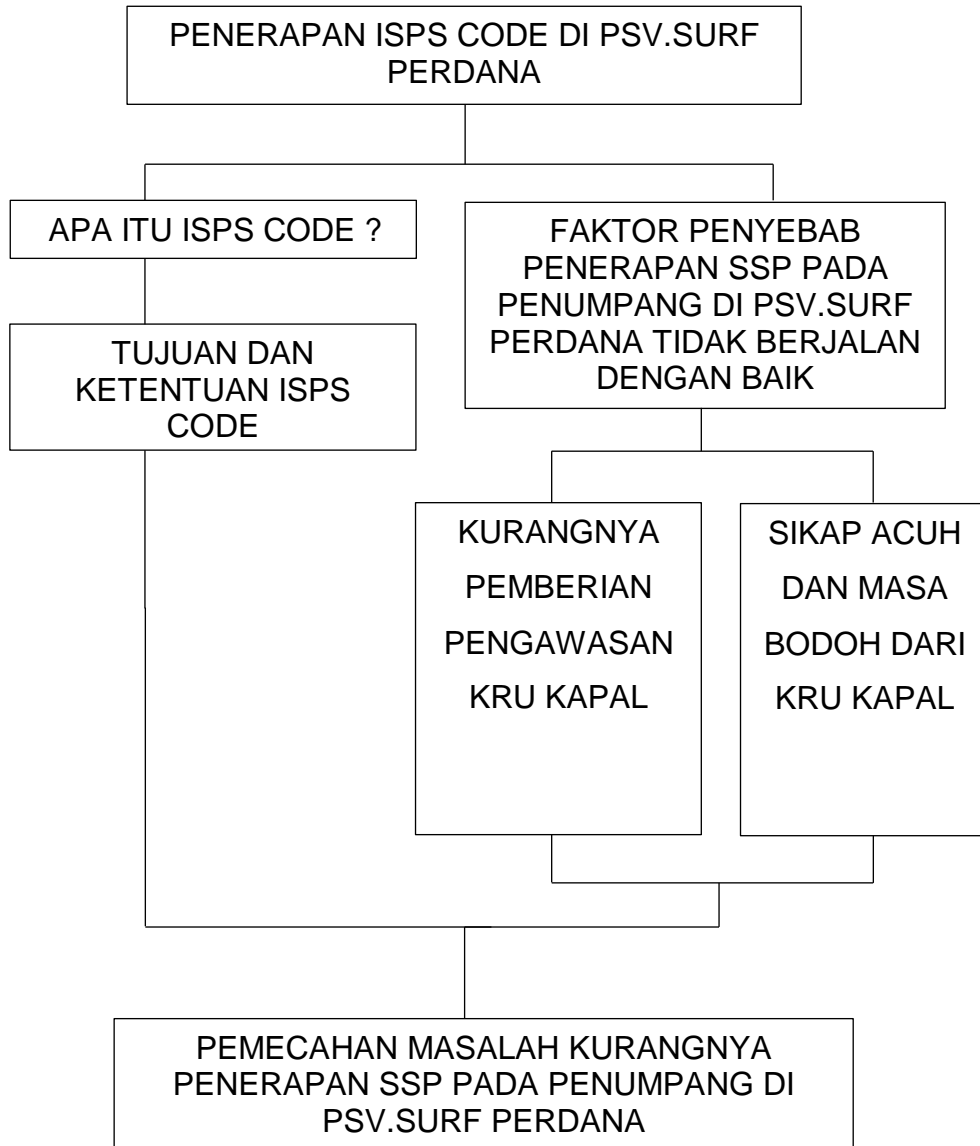 PENERAPAN ISPS CODE DI PSV.SURF
PERDANA
APA ITU ISPS CODE ?
TUJUAN DAN
KETENTUAN ISPS
CODE
FAKTOR PENYEBAB
PENERAPAN SSP PADA
PENUMPANG DI PSV.SURF
PERDANA TIDAK BERJALAN
DENGAN BAIK
KURANGNYA
PEMBERIAN
PENGAWASAN
KRU KAPAL
SIKAP ACUH
DAN MASA
BODOH DARI
KRU KAPAL
PEMECAHAN MASALAH KURANGNYA
PENERAPAN SSP PADA PENUMPANG DI
PSV.SURF PERDANA